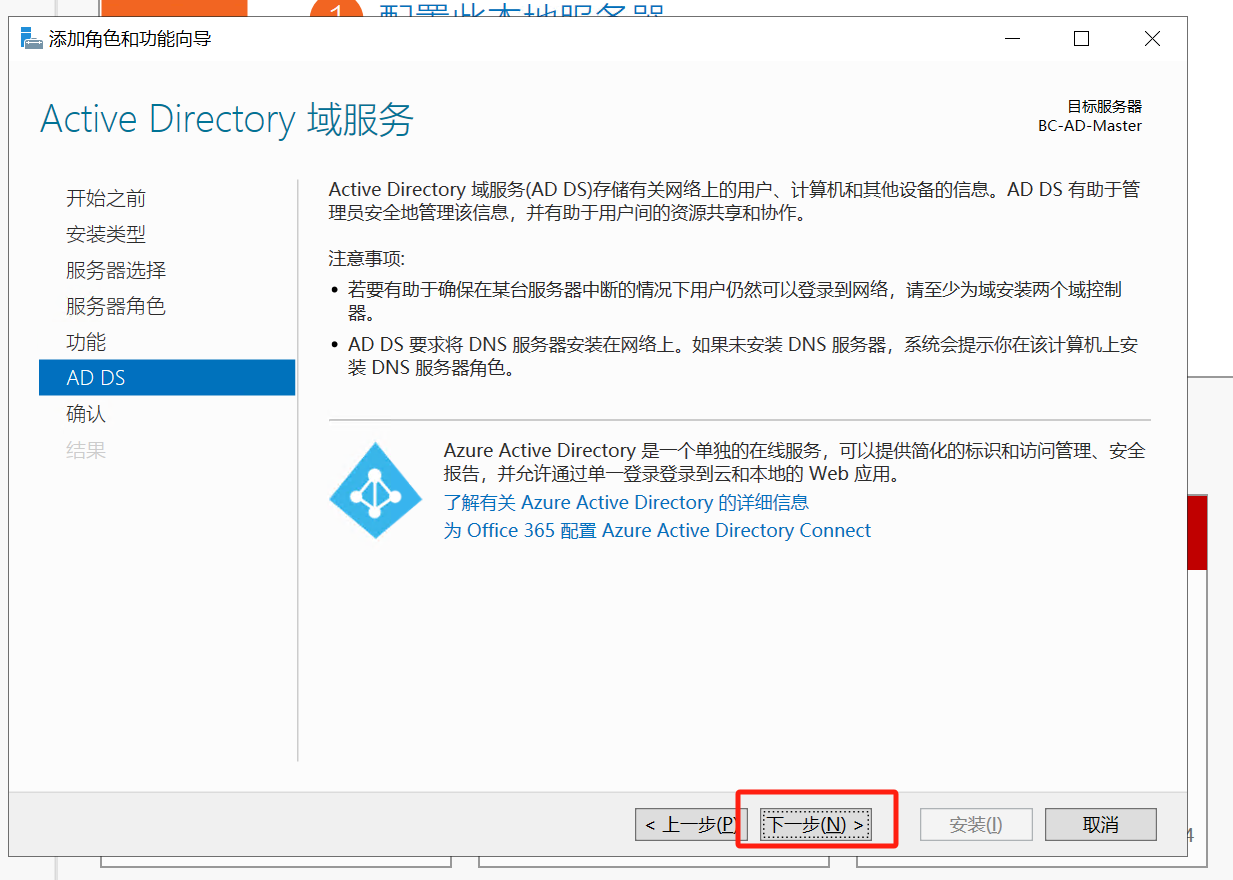 1 配置此本地服务器
添加角色和功能向导
Active Directory 域服务
目标服务器
BC-AD-Master
开始之前
安装类型
服务器选择
服务器角色
功能
AD DS
确认
结果
Active Directory 域服务(AD DS)存储有关网络上的用户、计算机和其他设备的信息。AD DS 有助于管
理员安全地管理该信息，并有助于用户间的资源共享和协作。
注意事项:
• 若要有助于确保在某台服务器中断的情况下用户仍然可以登录到网络，请至少为域安装两个域控制
器。
• AD DS 要求将 DNS 服务器安装在网络上。如果未安装 DNS 服务器，系统会提示你在该计算机上安
装 DNS 服务器角色。
Azure Active Directory 是一个单独的在线服务，可以提供简化的标识和访问管理、安全
报告，并允许通过单一登录登录到云和本地的 Web 应用。
了解有关 Azure Active Directory 的详细信息
为 Office 365 配置 Azure Active Directory Connect
< 上一步(P) 下一步(N) > 安装(I) 取消
4